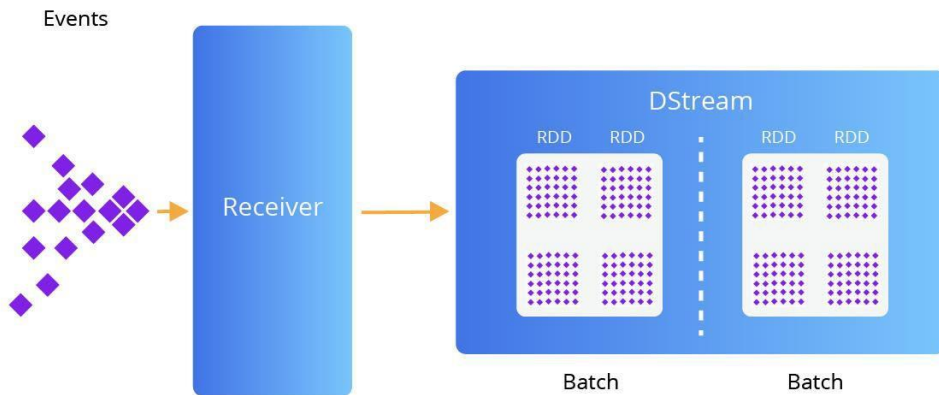 Events
Receiver
DStream
RDD RDD RDD RDD
Batch Batch